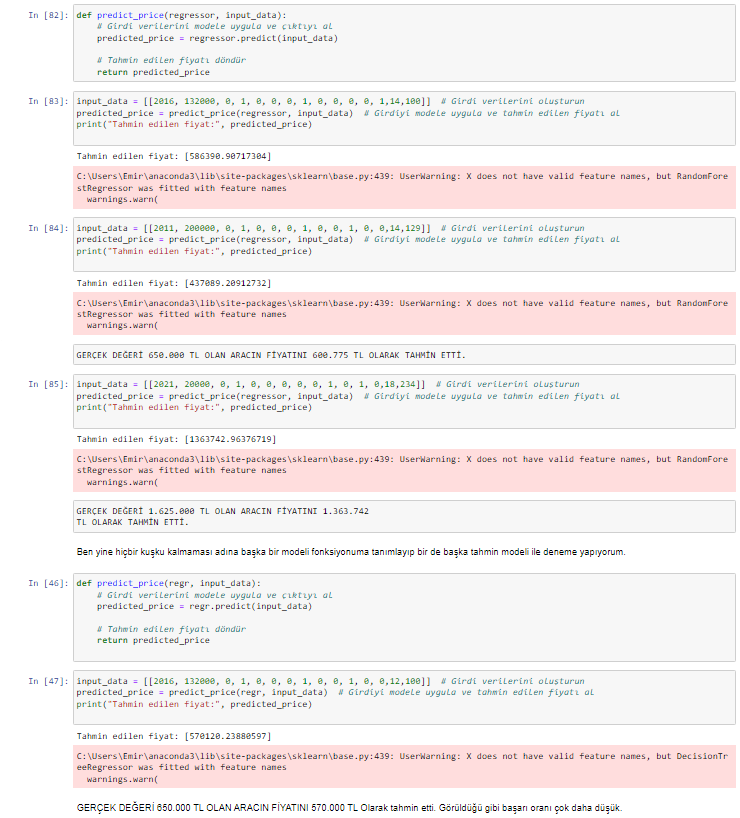 In [82]: def predict_price(regressor, input_data):
# Girdi verilerini modele uygula ve çıktıyı al
predicted_price = regressor.predict(input_data)
# Tahmin edilen fiyatı döndür
return predicted_price
In [83]: input_data = [[2016, 132000, 0, 1, 0, 0, 0, 1, 0, 0, 0, 0, 1,14,100]]  # Girdi verilerini oluşturun
predicted_price = predict_price(regressor, input_data)  # Girdiyi modele uygula ve tahmin edilen fiyatı al
print("Tahmin edilen fiyat:", predicted_price)
Tahmin edilen fiyat: [586390.90717304]
C:\Users\Emir\anaconda3\lib\site-packages\sklearn\base.py:439: UserWarning: X does not have valid feature names, but RandomFore
stRegressor was fitted with feature names
warnings.warn(
In [84]: input_data = [[2011, 200000, 0, 1, 0, 0, 0, 1, 0, 0, 1, 0, 0,14,129]]  # Girdi verilerini oluşturun
predicted_price = predict_price(regressor, input_data)  # Girdiyi modele uygula ve tahmin edilen fiyatı al
print("Tahmin edilen fiyat:", predicted_price)
Tahmin edilen fiyat: [437089.20912732]
C:\Users\Emir\anaconda3\lib\site-packages\sklearn\base.py:439: UserWarning: X does not have valid feature names, but RandomFore
stRegressor was fitted with feature names
warnings.warn(
GERÇEK DEĞERİ 650.000 TL OLAN ARACIN FİYATINI 600.775 TL OLARAK TAHMİN ETTİ.
In [85]: input_data = [[2021, 20000, 0, 1, 0, 0, 0, 0, 0, 1, 0, 1, 0,18,234]]  # Girdi verilerini oluşturun
predicted_price = predict_price(regressor, input_data)  # Girdiyi modele uygula ve tahmin edilen fiyatı al
print("Tahmin edilen fiyat:", predicted_price)
Tahmin edilen fiyat: [1363742.96376719]
C:\Users\Emir\anaconda3\lib\site-packages\sklearn\base.py:439: UserWarning: X does not have valid feature names, but RandomFore
stRegressor was fitted with feature names
warnings.warn(
GERÇEK DEĞERİ 1.625.000 TL OLAN ARACIN FİYATINI 1.363.742
TL OLARAK TAHMİN ETTİ.
Ben yine hiçbir kuşku kalmaması adına başka bir modeli fonksiyonuma tanımlayıp bir de başka tahmin modeli ile deneme yapıyorum.
In [46]: def predict_price(regr, input_data):
# Girdi verilerini modele uygula ve çıktıyı al
predicted_price = regr.predict(input_data)
# Tahmin edilen fiyatı döndür
return predicted_price
In [47]: input_data = [[2016, 132000, 0, 1, 0, 0, 0, 1, 0, 0, 1, 0, 0,12,100]]  # Girdi verilerini oluşturun
predicted_price = predict_price(regr, input_data)  # Girdiyi modele uygula ve tahmin edilen fiyatı al
print("Tahmin edilen fiyat:", predicted_price)
Tahmin edilen fiyat: [570120.23880597]
C:\Users\Emir\anaconda3\lib\site-packages\sklearn\base.py:439: UserWarning: X does not have valid feature names, but DecisionTr
eeRegressor was fitted with feature names
warnings.warn(
GERÇEK DEĞERİ 650.000 TL OLAN ARACIN FİYATINI 570.000 TL Olarak tahmin etti. Görüldüğü gibi başarı oranı çok daha düşük.